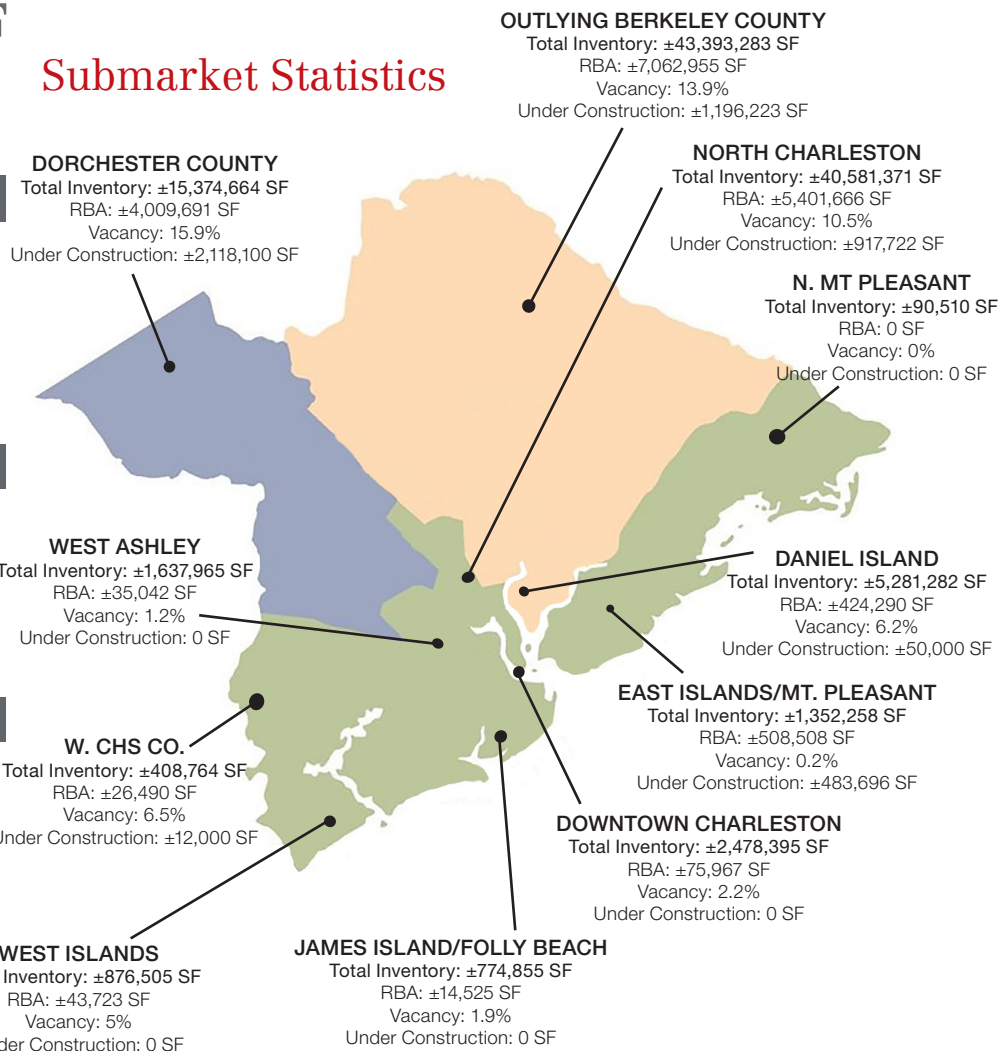 Submarket Statistics
OUTLYING BERKELEY COUNTY
Total Inventory: ±43,393,283 SF
RBA: ±7,062,955 SF
Vacancy: 13.9%
Under Construction: ±1,196,223 SF
DORCHESTER COUNTY
Total Inventory: ±15,374,664 SF
RBA: ±4,009,691 SF
Vacancy: 15.9%
Under Construction: ±2,118,100 SF
NORTH CHARLESTON
Total Inventory: ±40,581,371 SF
RBA: ±5,401,666 SF
Vacancy: 10.5%
Under Construction: ±917,722 SF
N. MT PLEASANT
Total Inventory: ±90,510 SF
RBA: 0 SF
Vacancy: 0%
Under Construction: 0 SF
WEST ASHLEY
Total Inventory: ±1,637,965 SF
RBA: ±35,042 SF
Vacancy: 1.2%
Under Construction: 0 SF
DANIEL ISLAND
Total Inventory: ±5,281,282 SF
RBA: ±424,290 SF
Vacancy: 6.2%
Under Construction: ±50,000 SF
EAST ISLANDS/MT. PLEASANT
Total Inventory: ±1,352,258 SF
RBA: ±508,508 SF
Vacancy: 0.2%
Under Construction: ±483,696 SF
W. CHS CO.
Total Inventory: ±408,764 SF
RBA: ±26,490 SF
Vacancy: 6.5%
Under Construction: ±12,000 SF
DOWNTOWN CHARLESTON
Total Inventory: ±2,478,395 SF
RBA: ±75,967 SF
Vacancy: 2.2%
Under Construction: 0 SF
WEST ISLANDS
Inventory: ±876,505 SF
RBA: ±43,723 SF
Vacancy: 5%
der Construction: 0 SF
JAMES ISLAND/FOLLY BEACH
Total Inventory: ±774,855 SF
RBA: ±14,525 SF
Vacancy: 1.9%
Under Construction: 0 SF